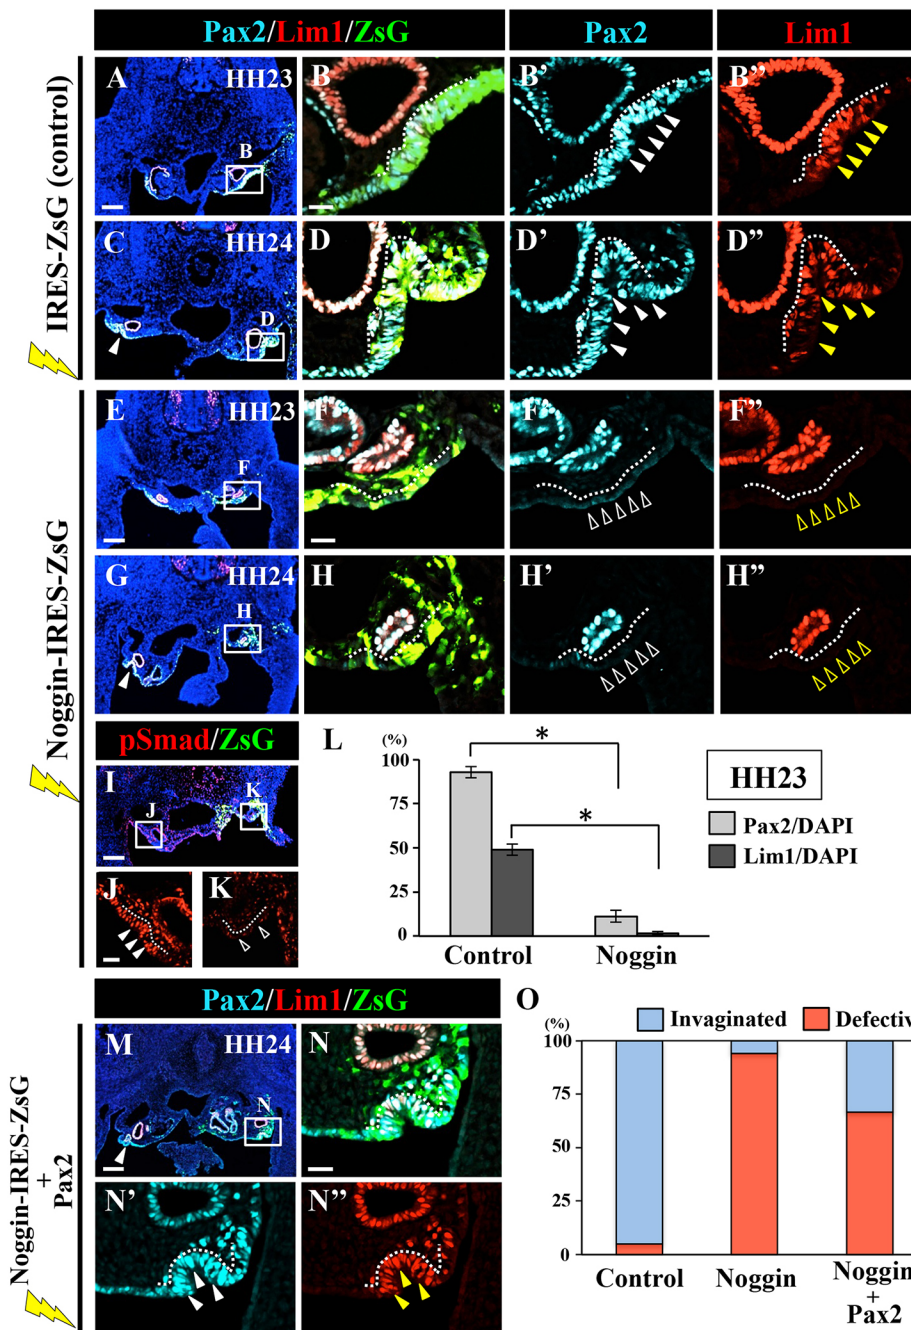 Pax2/Lim1/ZsG
Pax2
Lim1
IRES-ZsG (control)
A
HH23
B
B
B’
B”
C
HH24
D
D
D’
D”
Noggin-IRES-ZsG
E
HH23
F
F
F’
F”
G
HH24
H
H
H’
H”
pSmad/ZsG
I
J
K
J
K
L
(%)
100
75
50
25
0
*
*
Control
Noggin
HH23
Pax2/DAPI
Lim1/DAPI
Pax2/Lim1/ZsG
Noggin-IRES-ZsG
+
Pax2
M
HH24
N
N
N’
N”
O
(%)
Invaginated
Defectiv
100
75
50
25
0
Control
Noggin
Noggin
+
Pax2